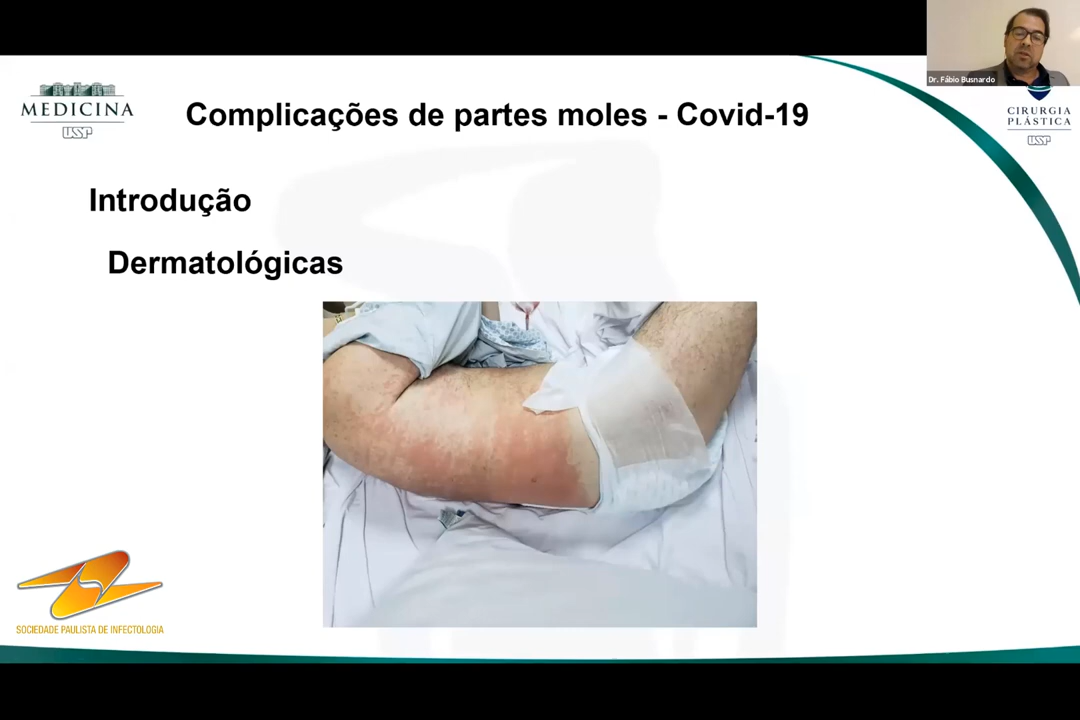 Dr. Fábio Busnardo
MEDICINA
USP
Complicações de partes moles - Covid-19
CIRURGIA
PLÁSTICA
USP
Introdução
Dermatológicas
SOCIEDADE PAULISTA DE INFECTOLOGIA